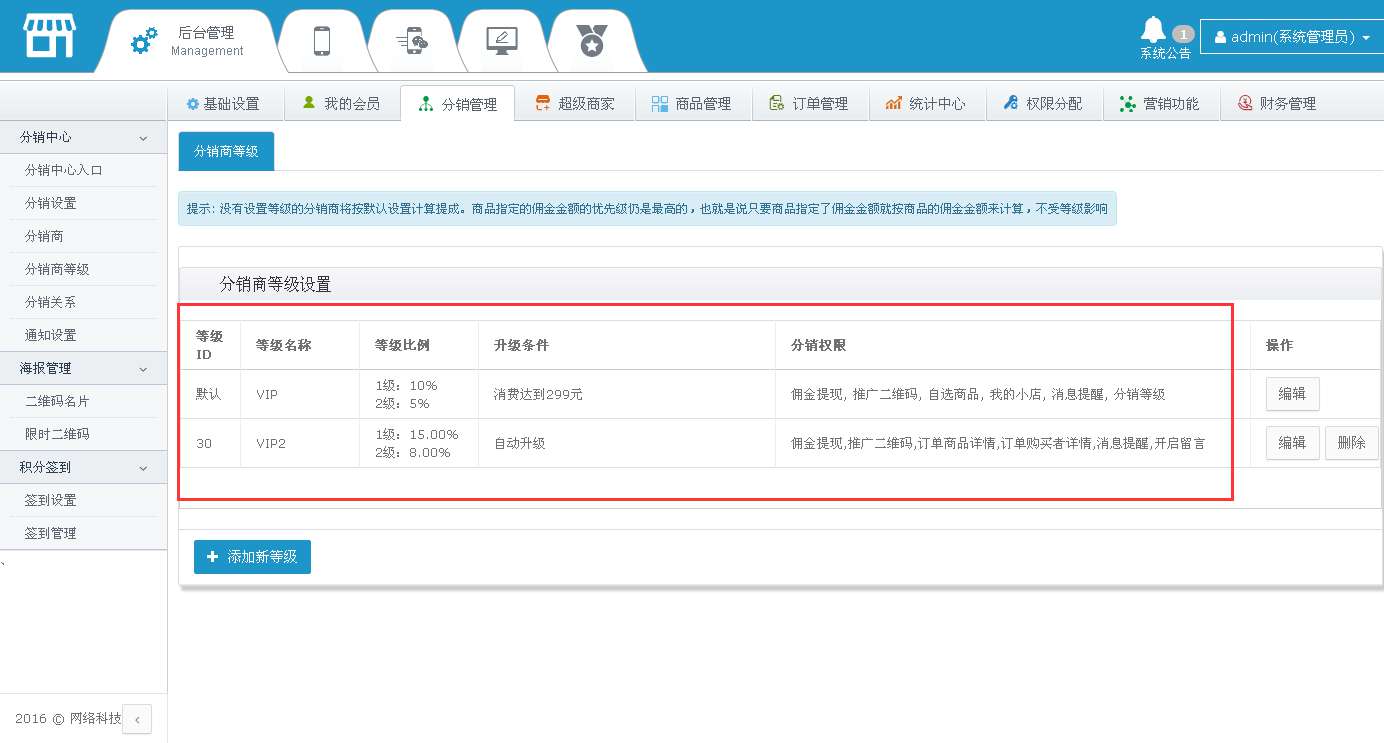 后台管理
Management
1
系统公告
admin(系统管理员)
基础设置
我的会员
分销管理
超级商家
商品管理
订单管理
统计中心
权限分配
营销功能
财务管理
分销中心
分销中心入口
分销设置
分销商
分销商等级
分销关系
通知设置
海报管理
二维码名片
限时二维码
积分签到
签到设置
签到管理
、
2016 © 网络科技
分销商等级
提示: 没有设置等级的分销商将按默认设置计算提成。商品指定的佣金金额的优先级仍是最高的，也就是说只要商品指定了佣金金额就按商品的佣金金额来计算，不受等级影响
分销商等级设置
等级ID 等级名称 等级比例 升级条件 分销权限 操作
默认 VIP 1级：10% 2级：5% 消费达到299元 佣金提现, 推广二维码, 自选商品, 我的小店, 消息提醒, 分销等级 编辑
30 VIP2 1级：15.00% 2级：8.00% 自动升级 佣金提现,推广二维码,订单商品详情,订单购买者详情,消息提醒,开启留言 编辑 删除
添加新等级